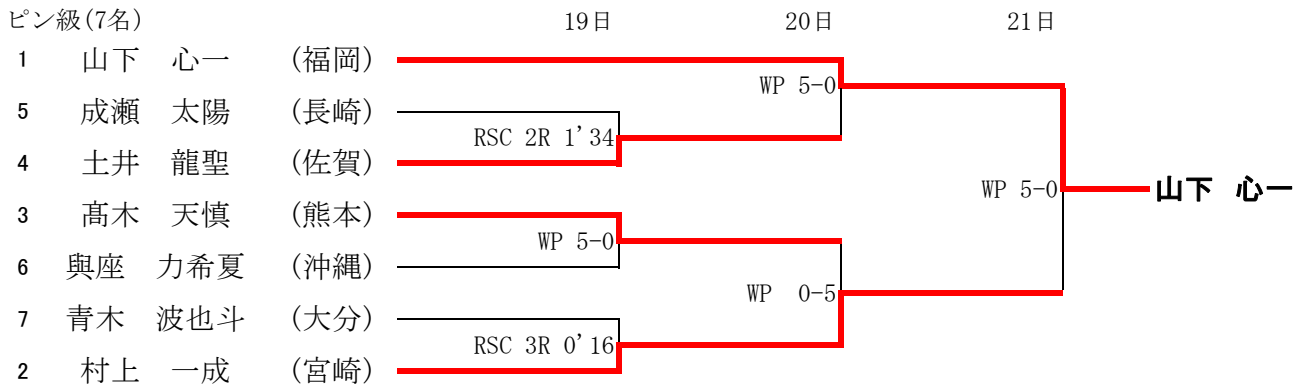 ピン級(7名) 19日 20日 21日
1 山下 心一 (福岡)
WP 5-0
5 成瀬 太陽 (長崎)
RSC 2R 1'34
4 土井 龍聖 (佐賀)
WP 5-0 山下 心一
3 髙木 天慎 (熊本)
WP 5-0
6 與座 力希夏 (沖縄)
WP 0-5
7 青木 波也斗 (大分)
RSC 3R 0'16
2 村上 一成 (宮崎)